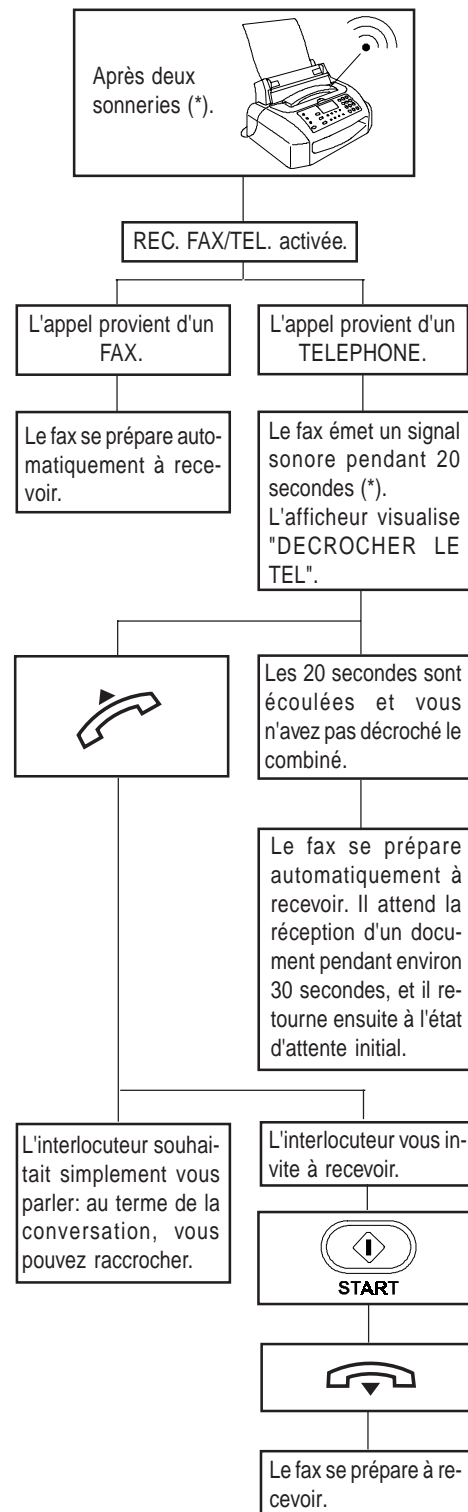 Après deux
sonneries (*).
REC. FAX/TEL. activée.
L'appel provient d'un
FAX.
L'appel provient d'un
TELEPHONE.
Le fax se prépare auto-
matiquement à rece-
voir.
Le fax émet un signal
sonore pendant 20
secondes (*).
L'afficheur visualise
"DECROCHER LE
TEL".
Les 20 secondes sont
écoulées et vous
n'avez pas décroché le
combiné.
Le fax se prépare
automatiquement à
recevoir. Il attend la
réception d'un docu-
ment pendant environ
30 secondes, et il re-
tourne ensuite à l'état
d'attente initial.
L'interlocuteur souhai-
tait simplement vous
parler: au terme de la
conversation, vous
pouvez raccrocher.
L'interlocuteur vous in-
vite à recevoir.
START
Le fax se prépare à re-
cevoir.